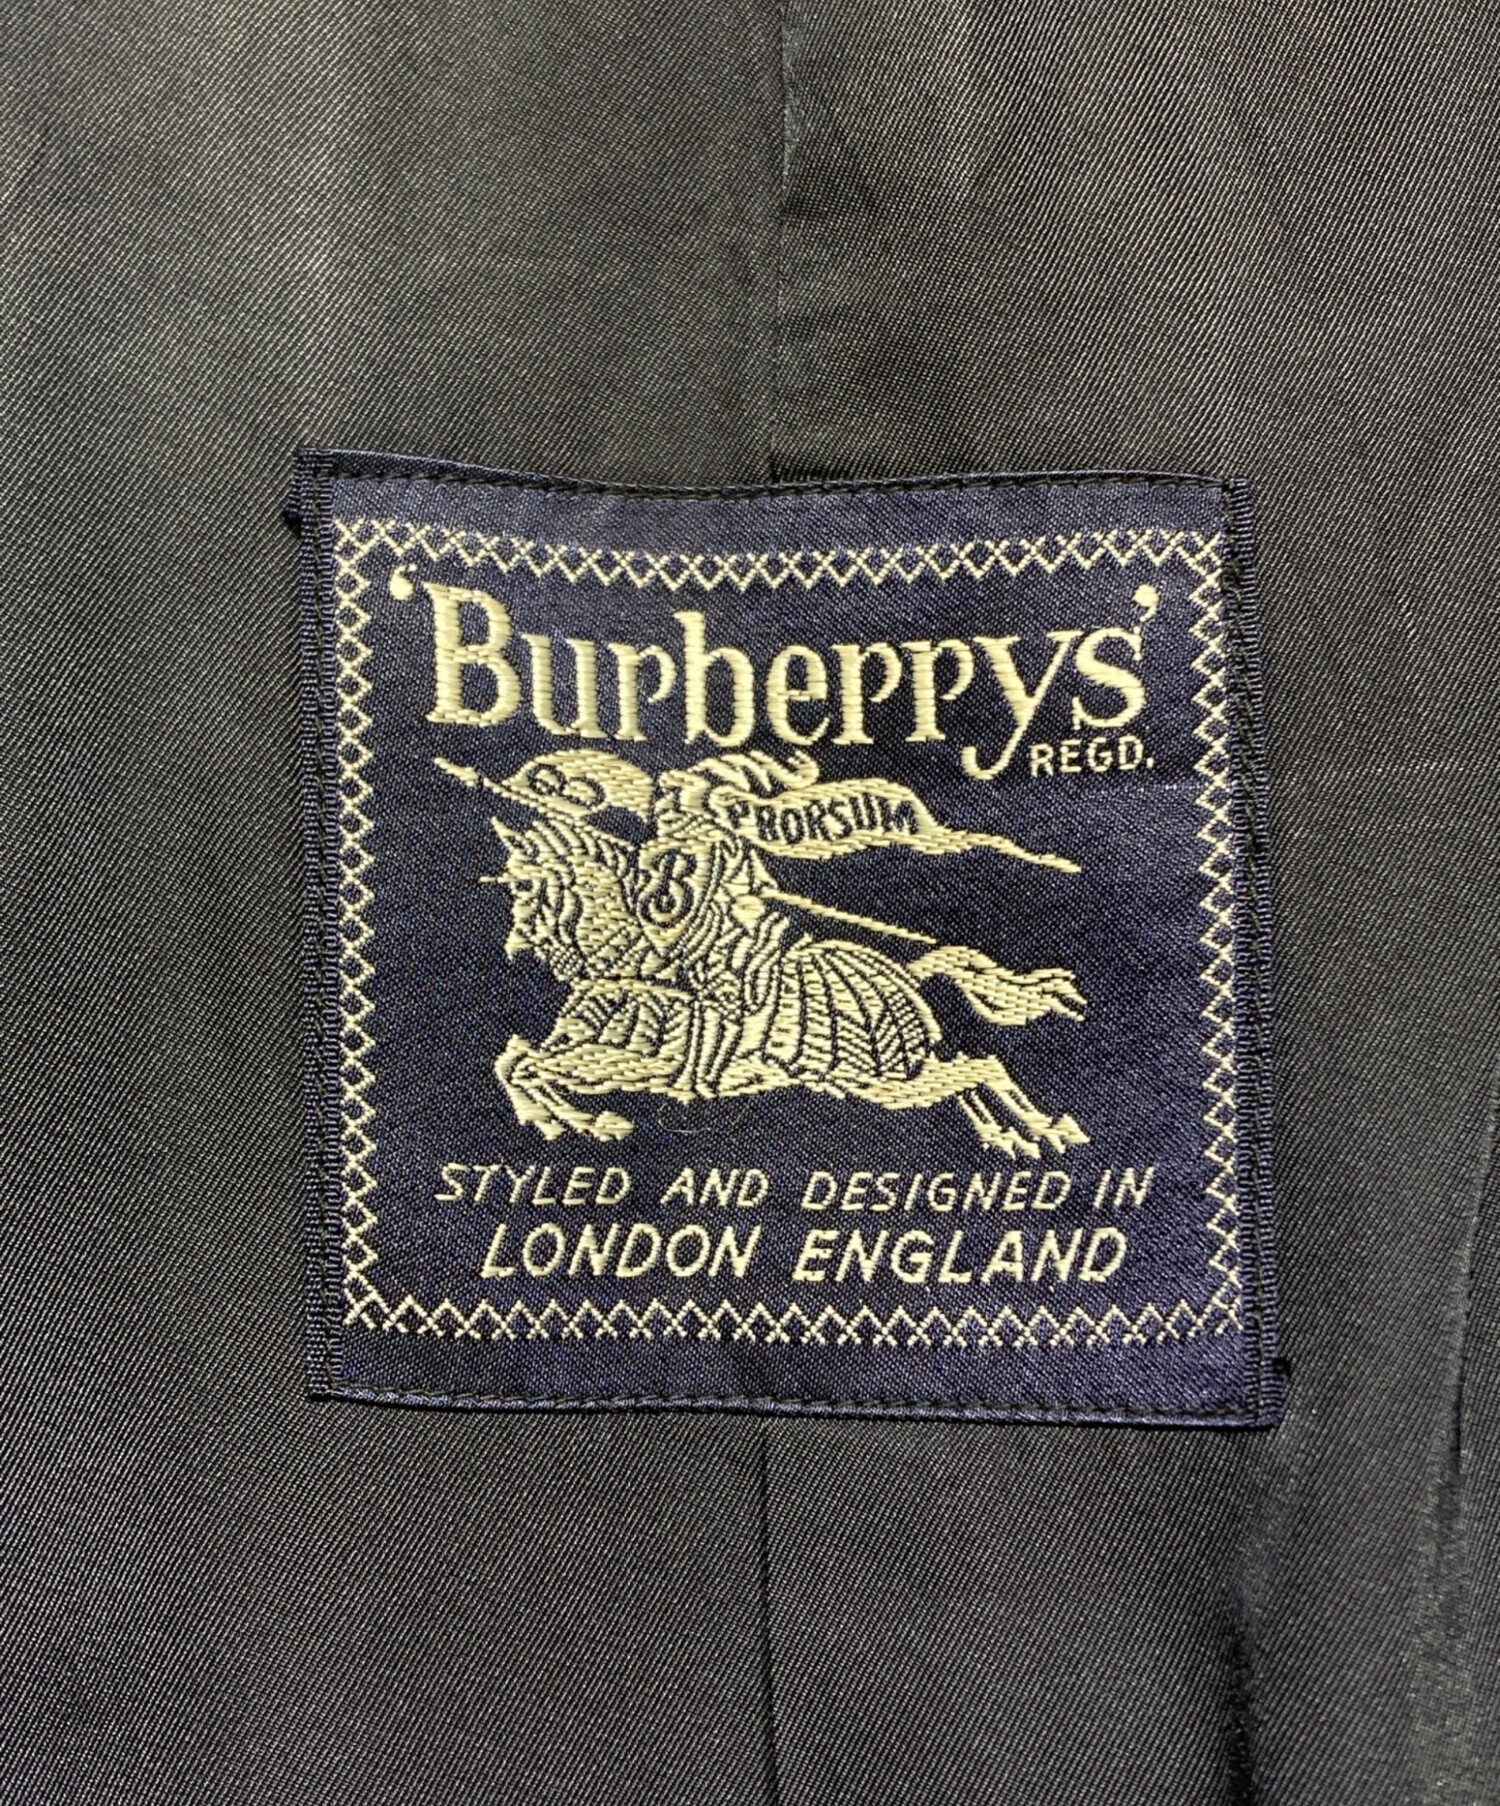 ‘Burberrys’
REGD.
PRORSUM
B
STYLED AND DESIGNED IN
LONDON ENGLAND